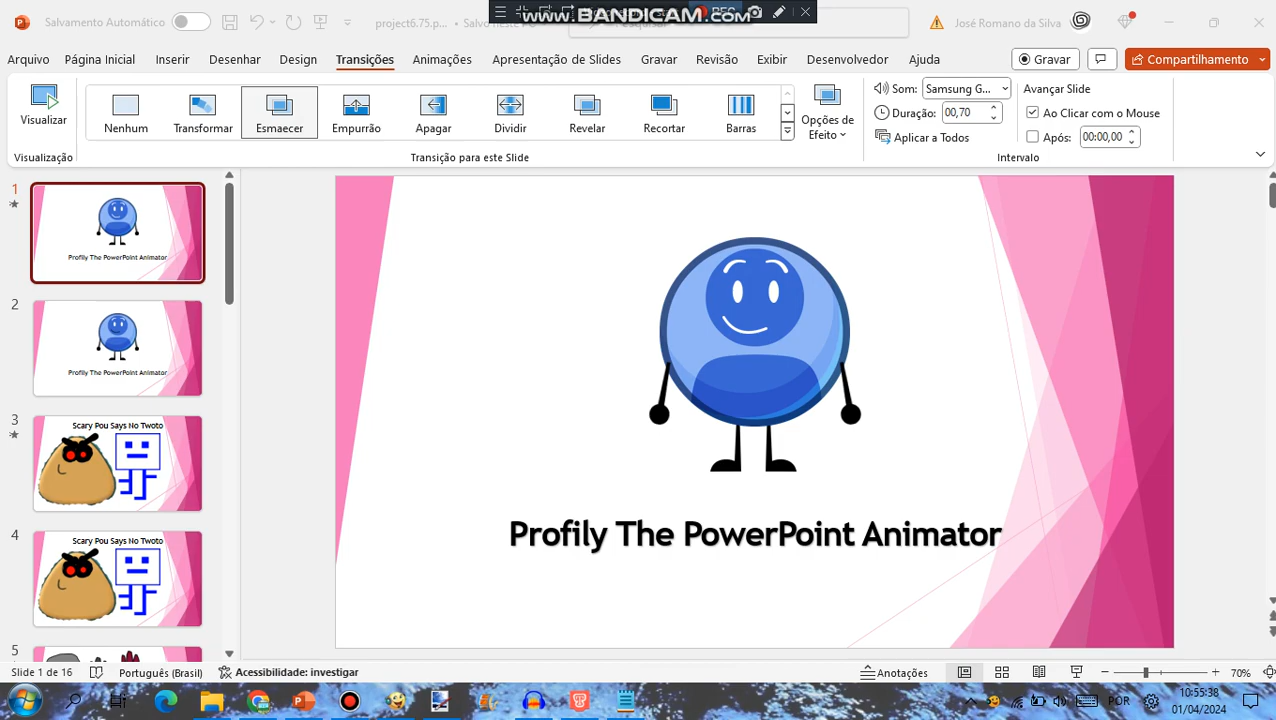 Salvamento Automático
project6.75.p... • Salvo neste PC
www.BANDICAM.com
REC
José Romano da Silva
Arquivo Página Inicial Inserir Desenhar Design Transições Animações Apresentação de Slides Gravar Revisão Exibir Desenvolvedor Ajuda
Gravar
Compartilhamento
Visualizar
Nenhum Transformar Esmaecer Empurrão Apagar Dividir Revelar Recortar Barras
Opções de Efeito
Som: Samsung G...
Duração: 00,70
Aplicar a Todos
Avançar Slide
Ao Clicar com o Mouse
Após: 00:00,00
Visualização
Transição para este Slide
Intervalo
1
Profily The PowerPoint Animator
2
Profily The PowerPoint Animator
3
Scary Pou Says No Twoto
4
Scary Pou Says No Twoto
5
Profily The PowerPoint Animator
Slide 1 de 16 Português (Brasil) Acessibilidade: investigar
Anotações
70%
POR
10:55:38
01/04/2024